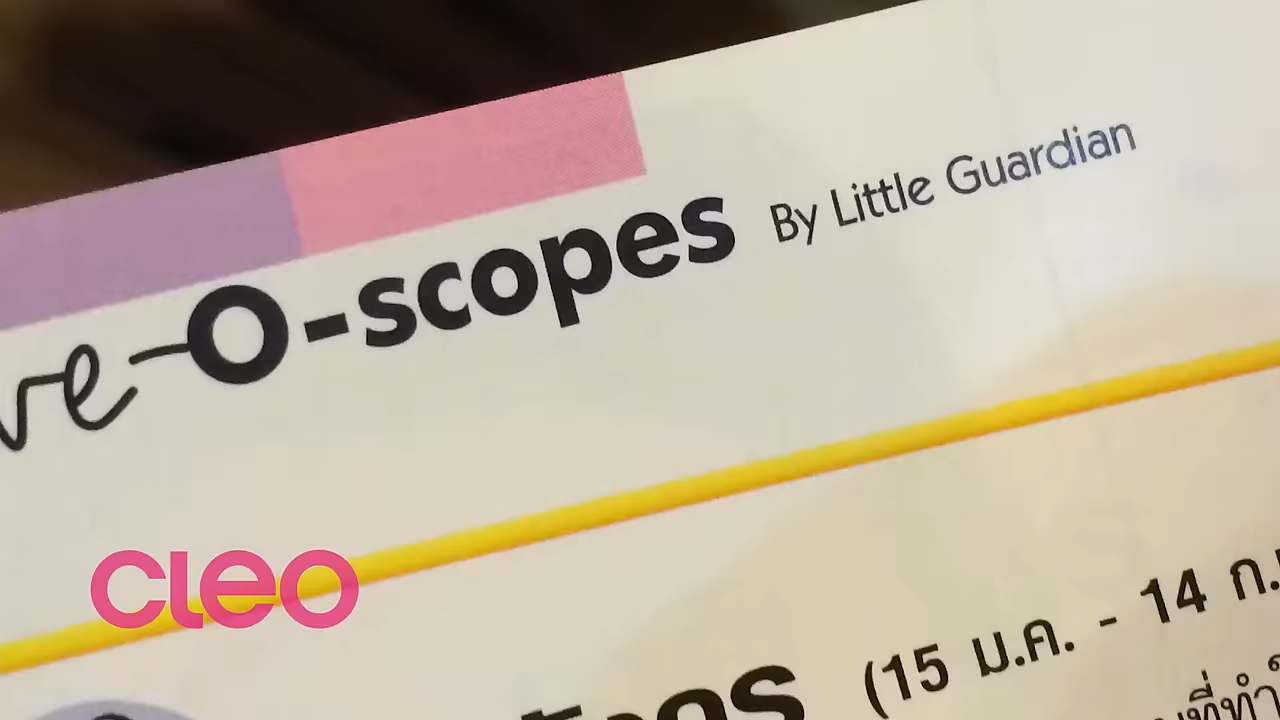 ve-O-scopes By Little Guardian
cleo
(15 ม.ค. - 14 ก.